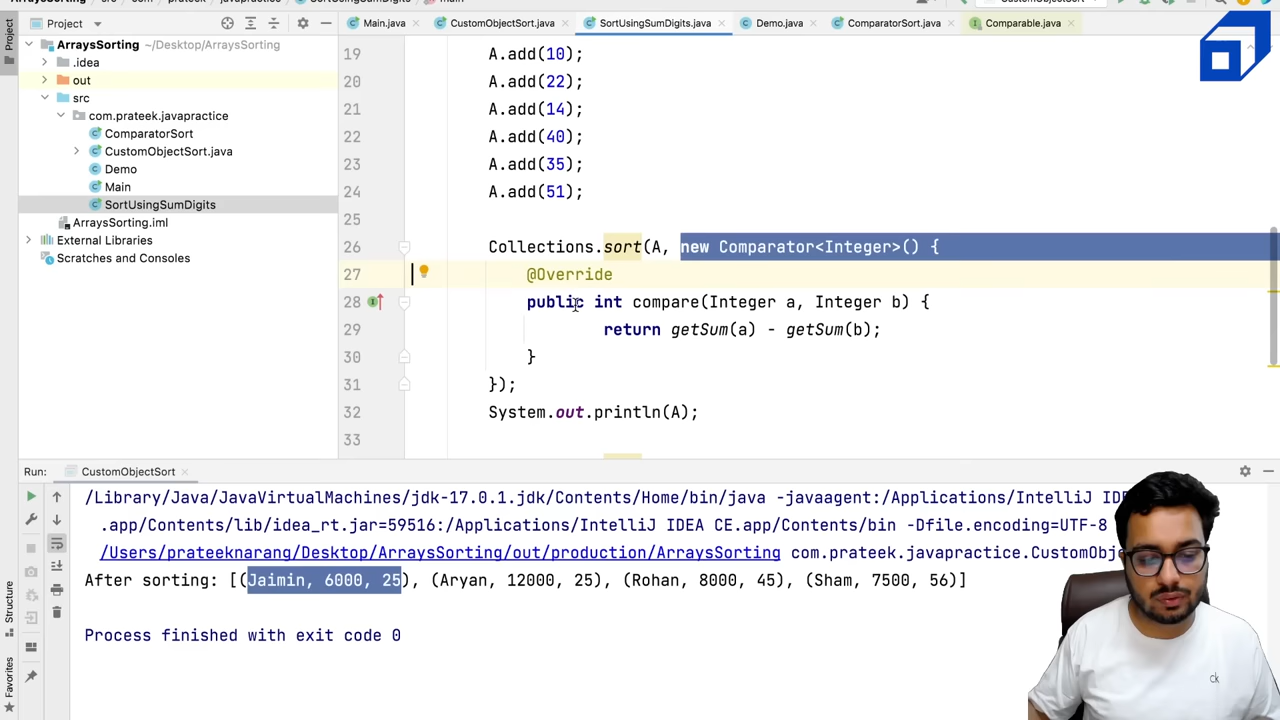 Project
Main.java
CustomObjectSort.java
SortUsingSumDigits.java
Demo.java
ComparatorSort.java
Comparable.java
Project
ArraysSorting ~/Desktop/ArraysSorting
.idea
out
src
com.prateek.javapractice
ComparatorSort
CustomObjectSort.java
Demo
Main
SortUsingSumDigits
ArraysSorting.iml
External Libraries
Scratches and Consoles
19 A.add(10);
20 A.add(22);
21 A.add(14);
22 A.add(40);
23 A.add(35);
24 A.add(51);
25
26 Collections.sort(A, new Comparator<Integer>() {
27 @Override
28 public int compare(Integer a, Integer b) {
29 return getSum(a) - getSum(b);
30 }
31 });
32 System.out.println(A);
33
Run: CustomObjectSort
/Library/Java/JavaVirtualMachines/jdk-17.0.1.jdk/Contents/Home/bin/java -javaagent:/Applications/IntelliJ IDE
.app/Contents/lib/idea_rt.jar=59516:/Applications/IntelliJ IDEA CE.app/Contents/bin -Dfile.encoding=UTF-8
/Users/prateeknarang/Desktop/ArraysSorting/out/production/ArraysSorting com.prateek.javapractice.CustomObje
After sorting: [(Jaimin, 6000, 25), (Aryan, 12000, 25), (Rohan, 8000, 45), (Sham, 7500, 56)]
Process finished with exit code 0
Structure
Favorites
ck